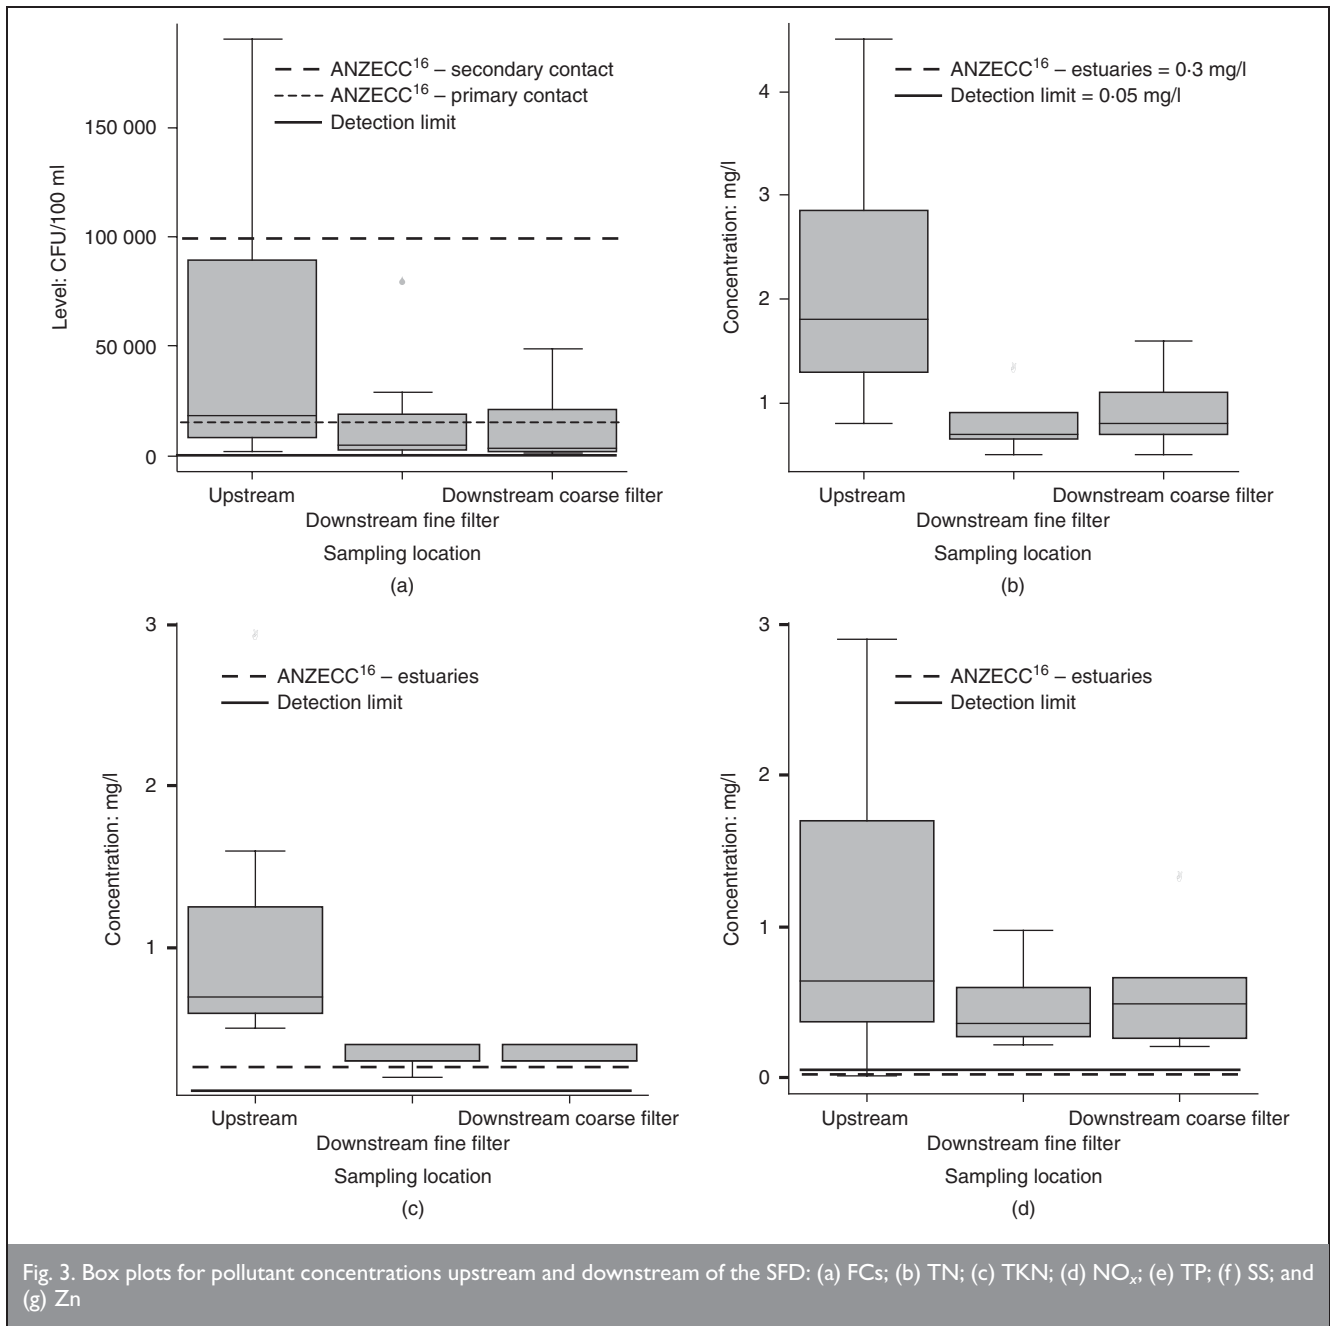 ANZECC16 – secondary contact
ANZECC16 – primary contact
Detection limit
150 000
100 000
50 000
0
Level: CFU/100 ml
Upstream
Downstream coarse filter
Downstream fine filter
Sampling location
(a)
ANZECC16 – estuaries = 0·3 mg/l
Detection limit = 0·05 mg/l
4
3
2
1
Concentration: mg/l
Upstream
Downstream coarse filter
Downstream fine filter
Sampling location
(b)
ANZECC16 – estuaries
Detection limit
3
2
1
Concentration: mg/l
Upstream
Downstream coarse filter
Downstream fine filter
Sampling location
(c)
ANZECC16 – estuaries
Detection limit
3
2
1
0
Concentration: mg/l
Upstream
Downstream coarse filter
Downstream fine filter
Sampling location
(d)
Fig. 3. Box plots for pollutant concentrations upstream and downstream of the SFD: (a) FCs; (b) TN; (c) TKN; (d) NOx; (e) TP; (f) SS; and
(g) Zn